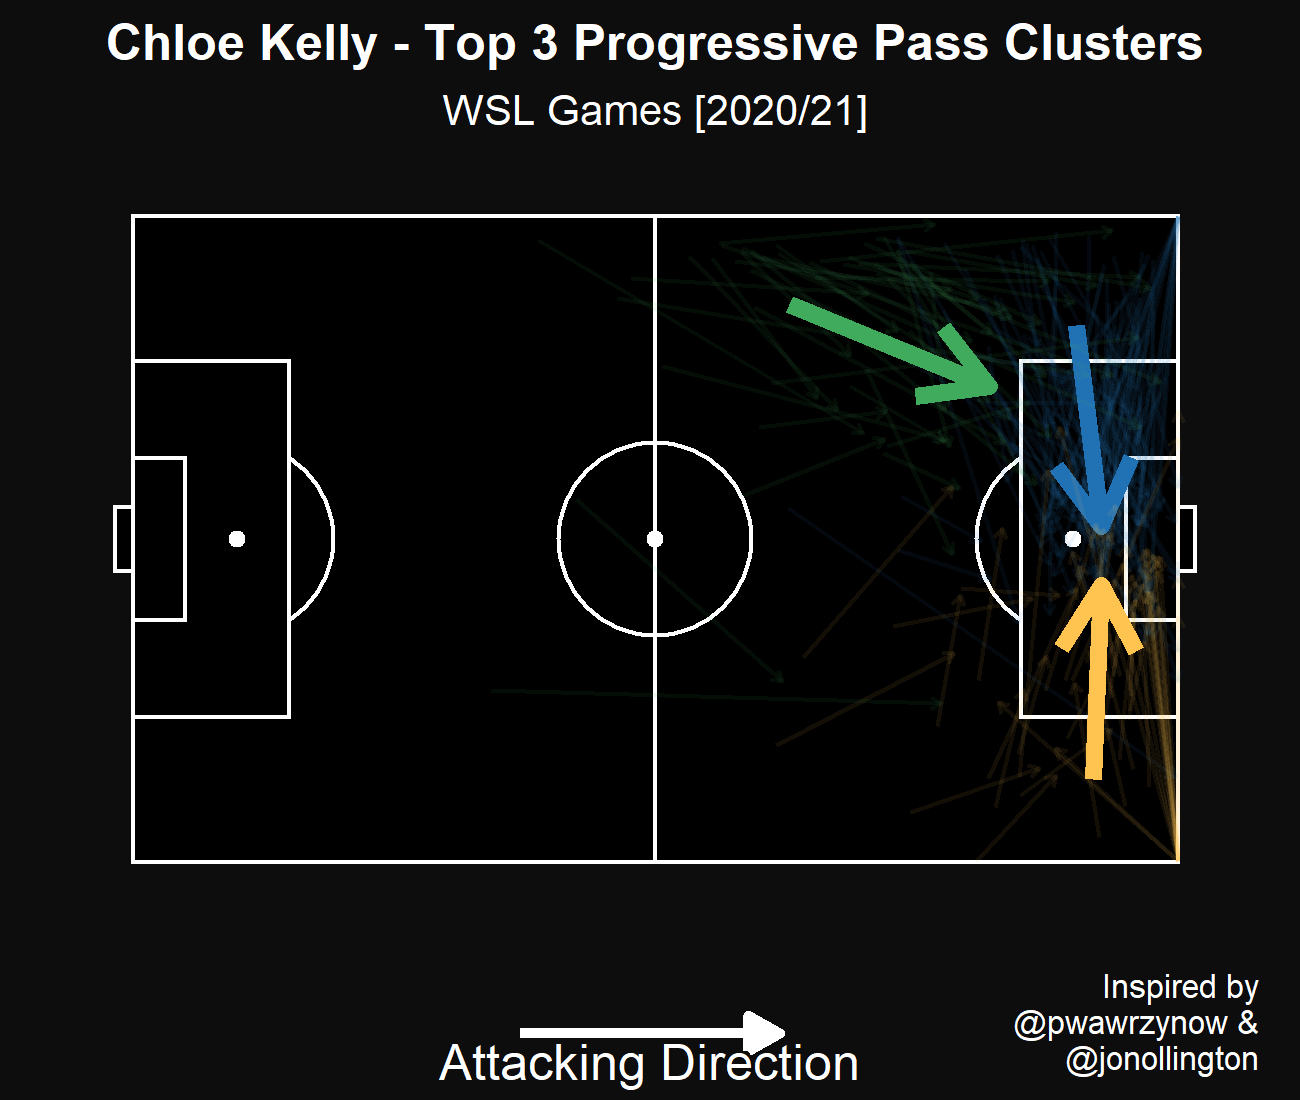 Chloe Kelly - Top 3 Progressive Pass Clusters
WSL Games [2020/21]
Inspired by
@pwawrzynow &
@jonollington
Attacking Direction